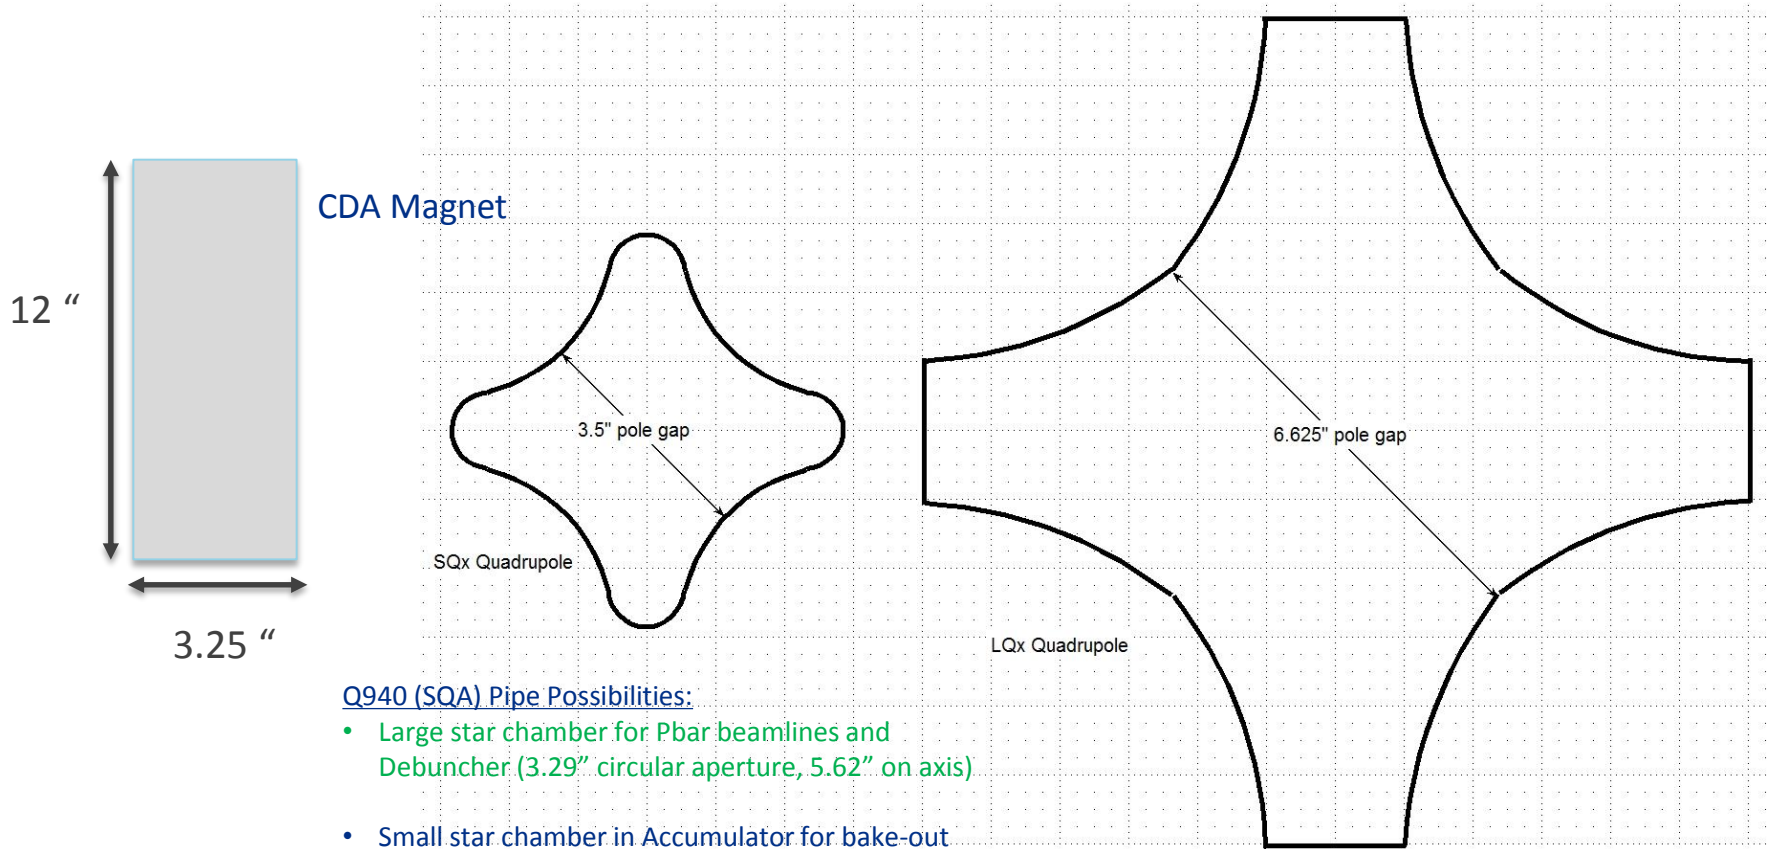 CDA Magnet
12 “
3.25 “
3.5" pole gap
SQx Quadrupole
6.625" pole gap
LQx Quadrupole
Q940 (SQA) Pipe Possibilities:
• Large star chamber for Pbar beamlines and
Debuncher (3.29” circular aperture, 5.62” on axis)
• Small star chamber in Accumulator for bake-out